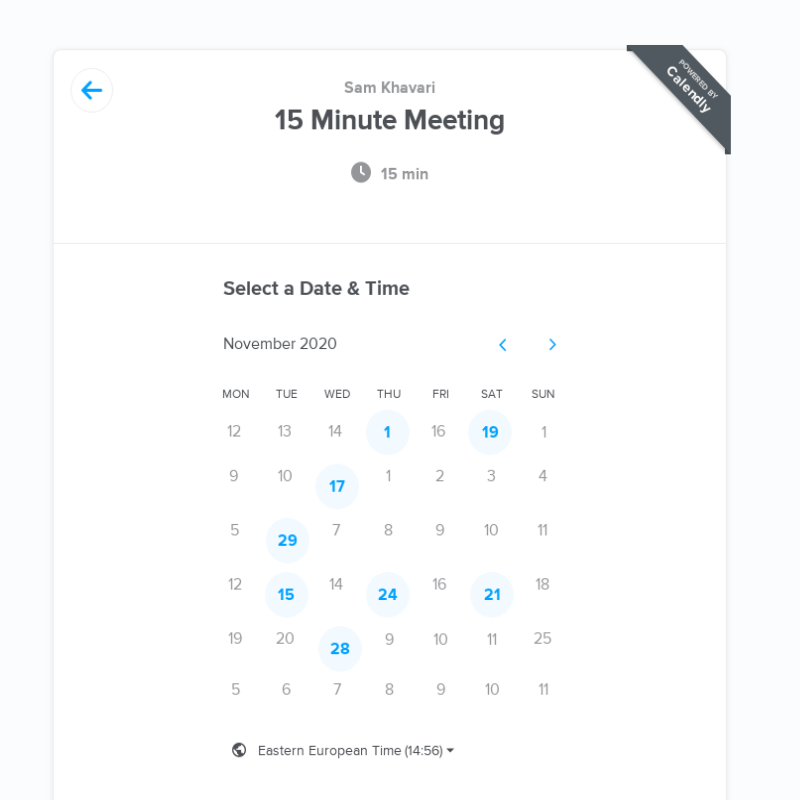 Sam Khavari
POWERED BY
Calendly
15 Minute Meeting
15 min
Select a Date & Time
November 2020
MON TUE WED THU FRI SAT SUN
12 13 14 1 16 19 1
9 10 17 1 2 3 4
5 29 7 8 9 10 11
12 15 14 24 16 21 18
19 20 28 9 10 11 25
5 6 7 8 9 10 11
Eastern European Time (14:56)